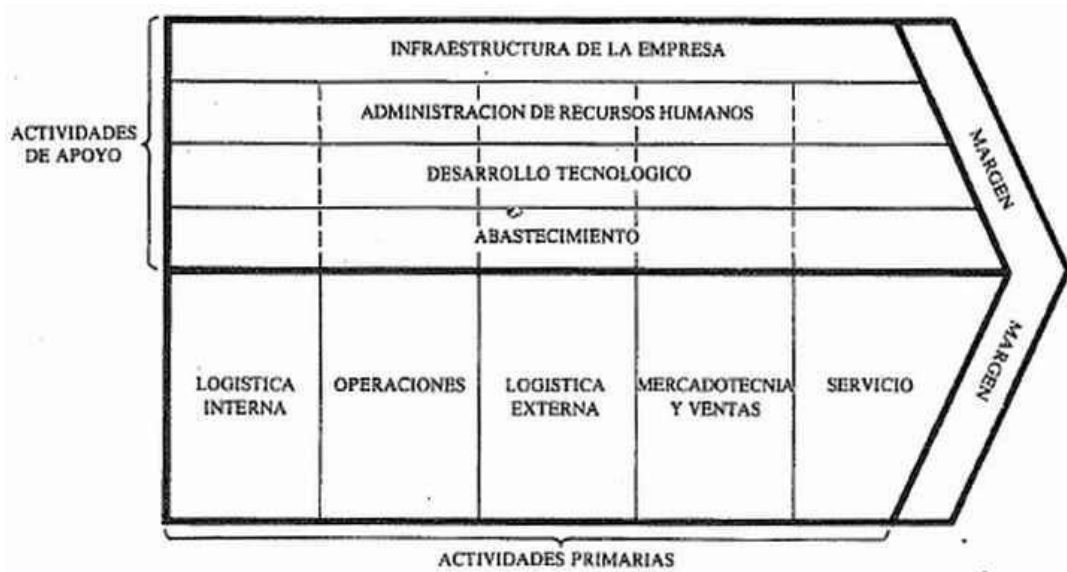 INFRAESTRUCTURA DE LA EMPRESA
ADMINISTRACION DE RECURSOS HUMANOS
ACTIVIDADES
DE APOYO
DESARROLLO TECNOLOGICO
ABASTECIMIENTO
MARGEN
LOGISTICA
INTERNA
OPERACIONES
LOGISTICA
EXTERNA
MERCADOTECNIA
Y VENTAS
SERVICIO
MARGEN
ACTIVIDADES PRIMARIAS